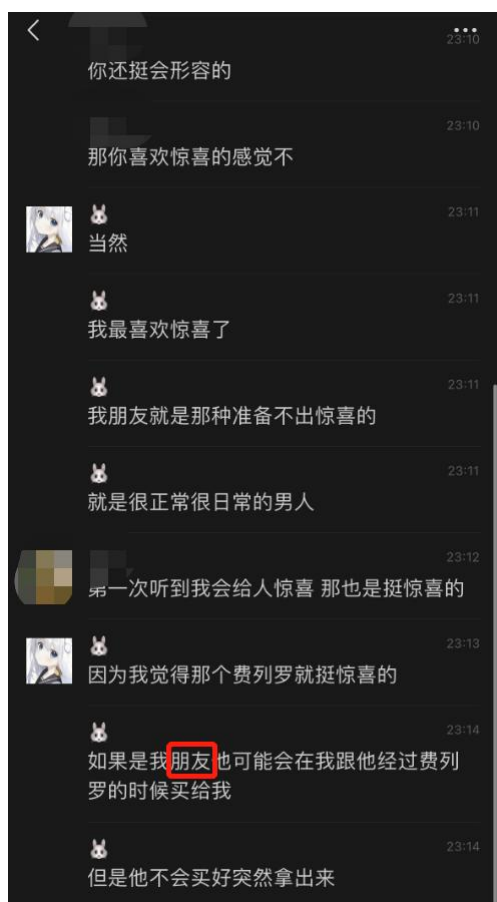 23:10
你还挺会形容的
23:10
那你喜欢惊喜的感觉不
23:11
当然
23:11
我最喜欢惊喜了
23:11
我朋友就是那种准备不出惊喜的
23:11
就是很正常很日常的男人
23:12
第一次听到我会给人惊喜 那也是挺惊喜的
23:13
因为我觉得那个费列罗就挺惊喜的
23:14
如果是我朋友他可能会在我跟他经过费列
罗的时候买给我
23:14
但是他不会买好突然拿出来